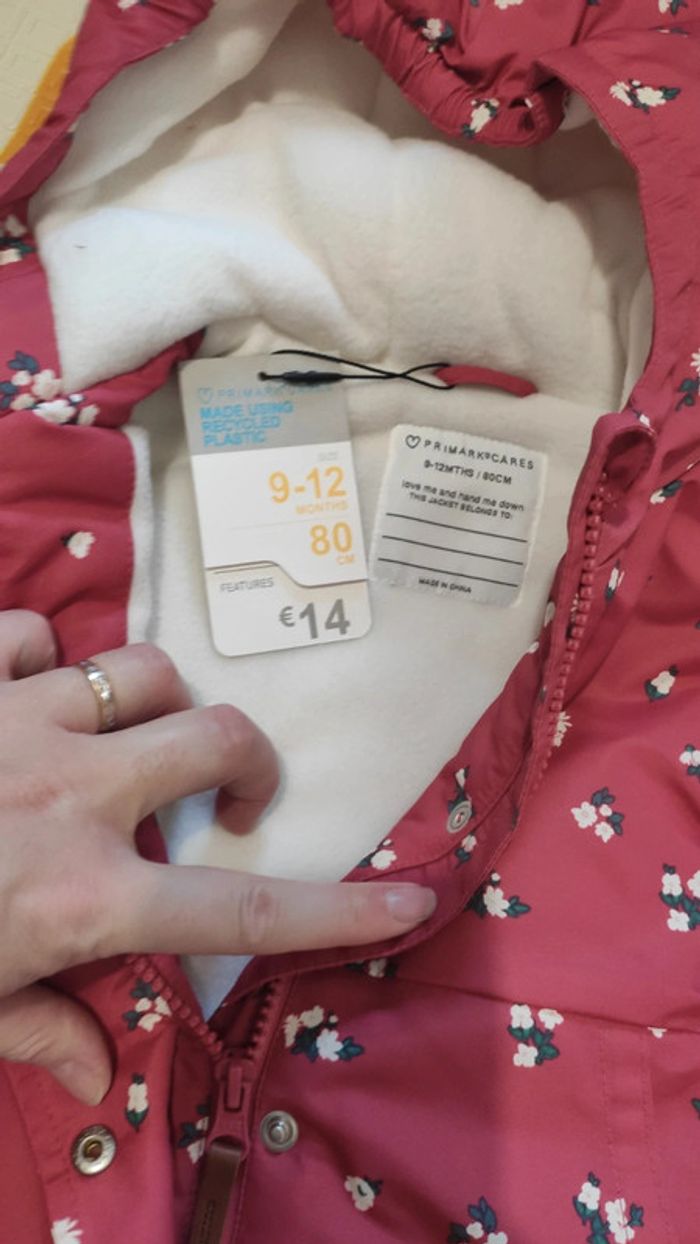 PRIMARK CARES
MADE USING
RECYCLED
PLASTIC
SIZE
9-12
MONTHS
80
CM
FEATURES
€14
PRIMARK CARES
9-12MTHS / 80CM
love me and hand me down
THIS JACKET BELONGS TO:
MADE IN CHINA